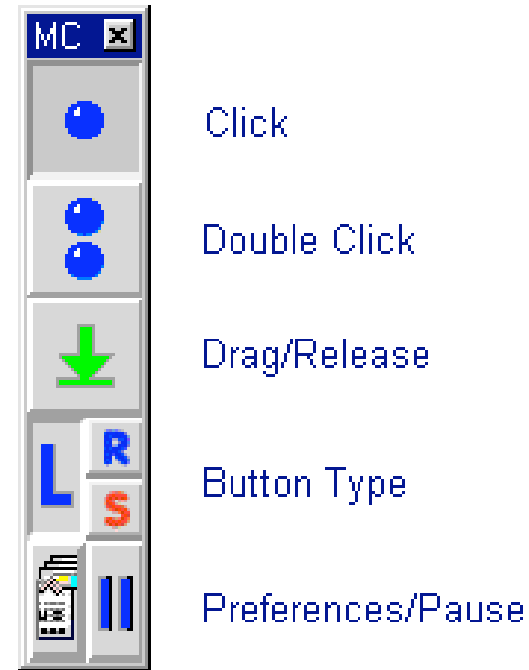 MC
Click
Double Click
Drag/Release
L R
S
Button Type
Preferences/Pause